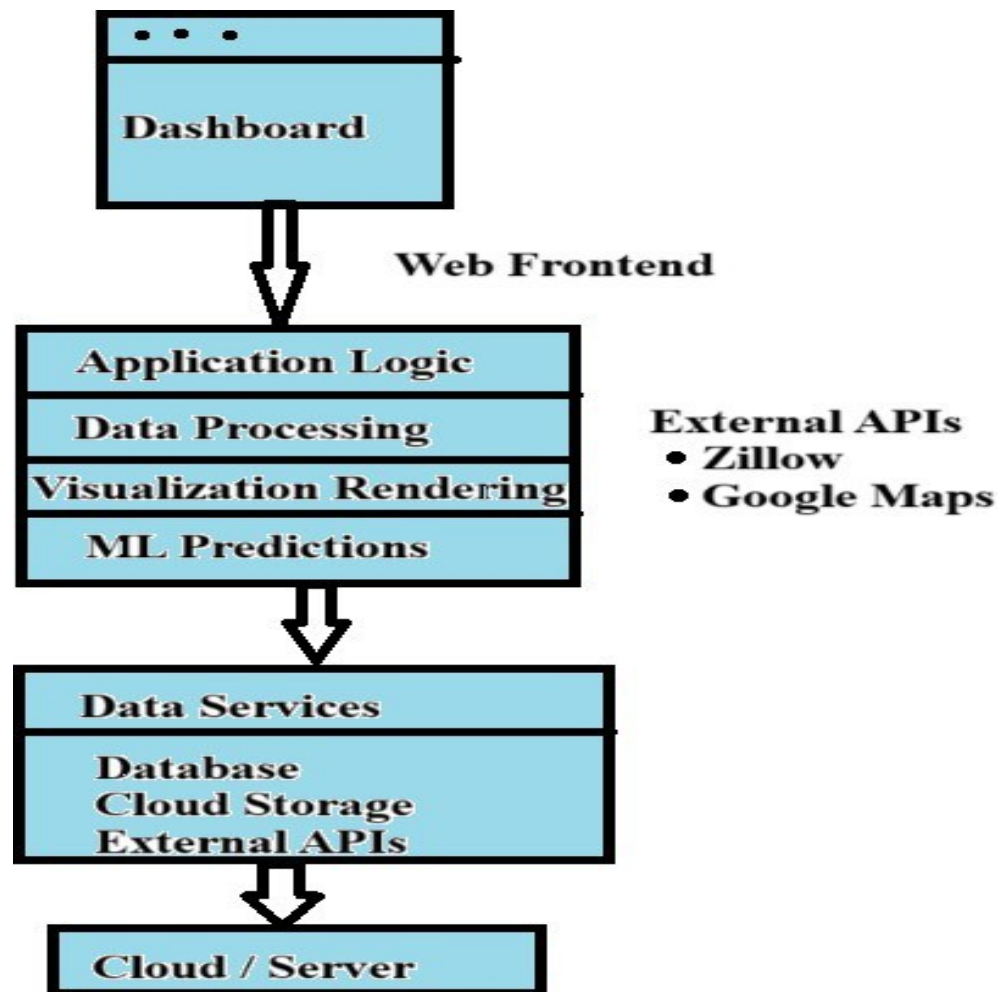 Dashboard
Web Frontend
Application Logic
Data Processing
Visualization Rendering
ML Predictions
External APIs
• Zillow
• Google Maps
Data Services
Database
Cloud Storage
External APIs
Cloud / Server